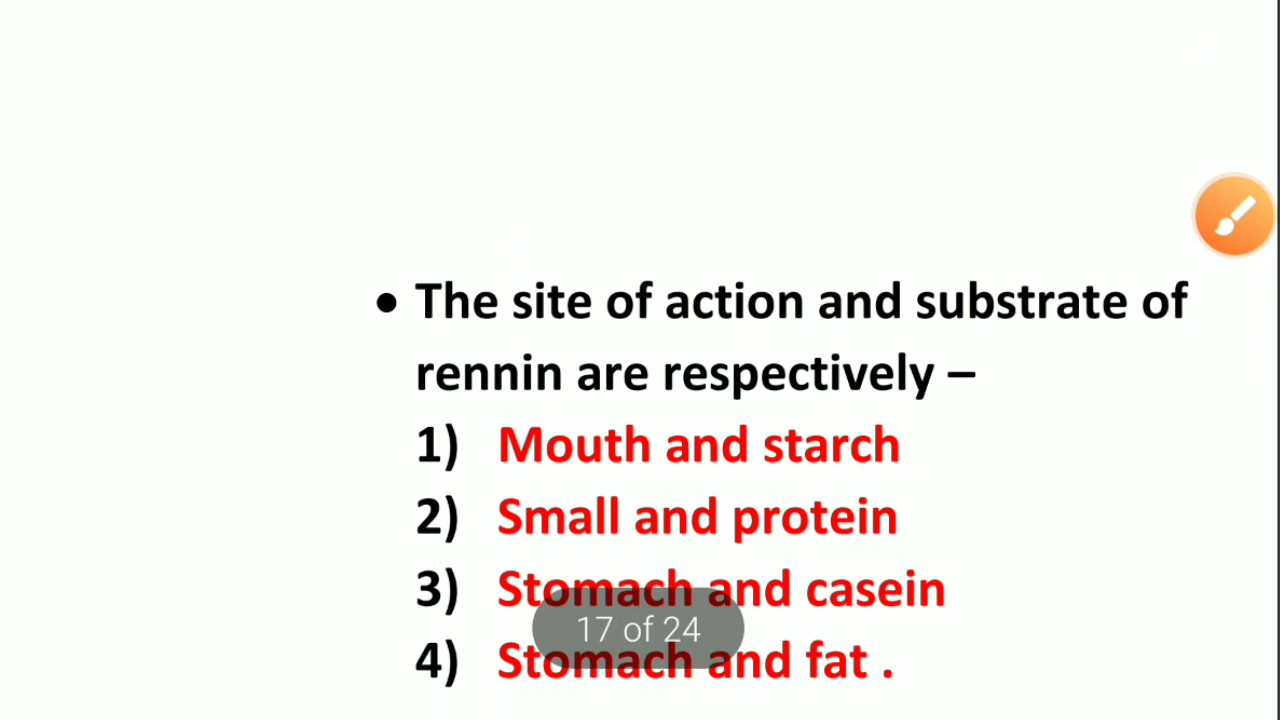 • The site of action and substrate of
rennin are respectively –
1) Mouth and starch
2) Small and protein
3) Stomach and casein
17 of 24
4) Stomach and fat .